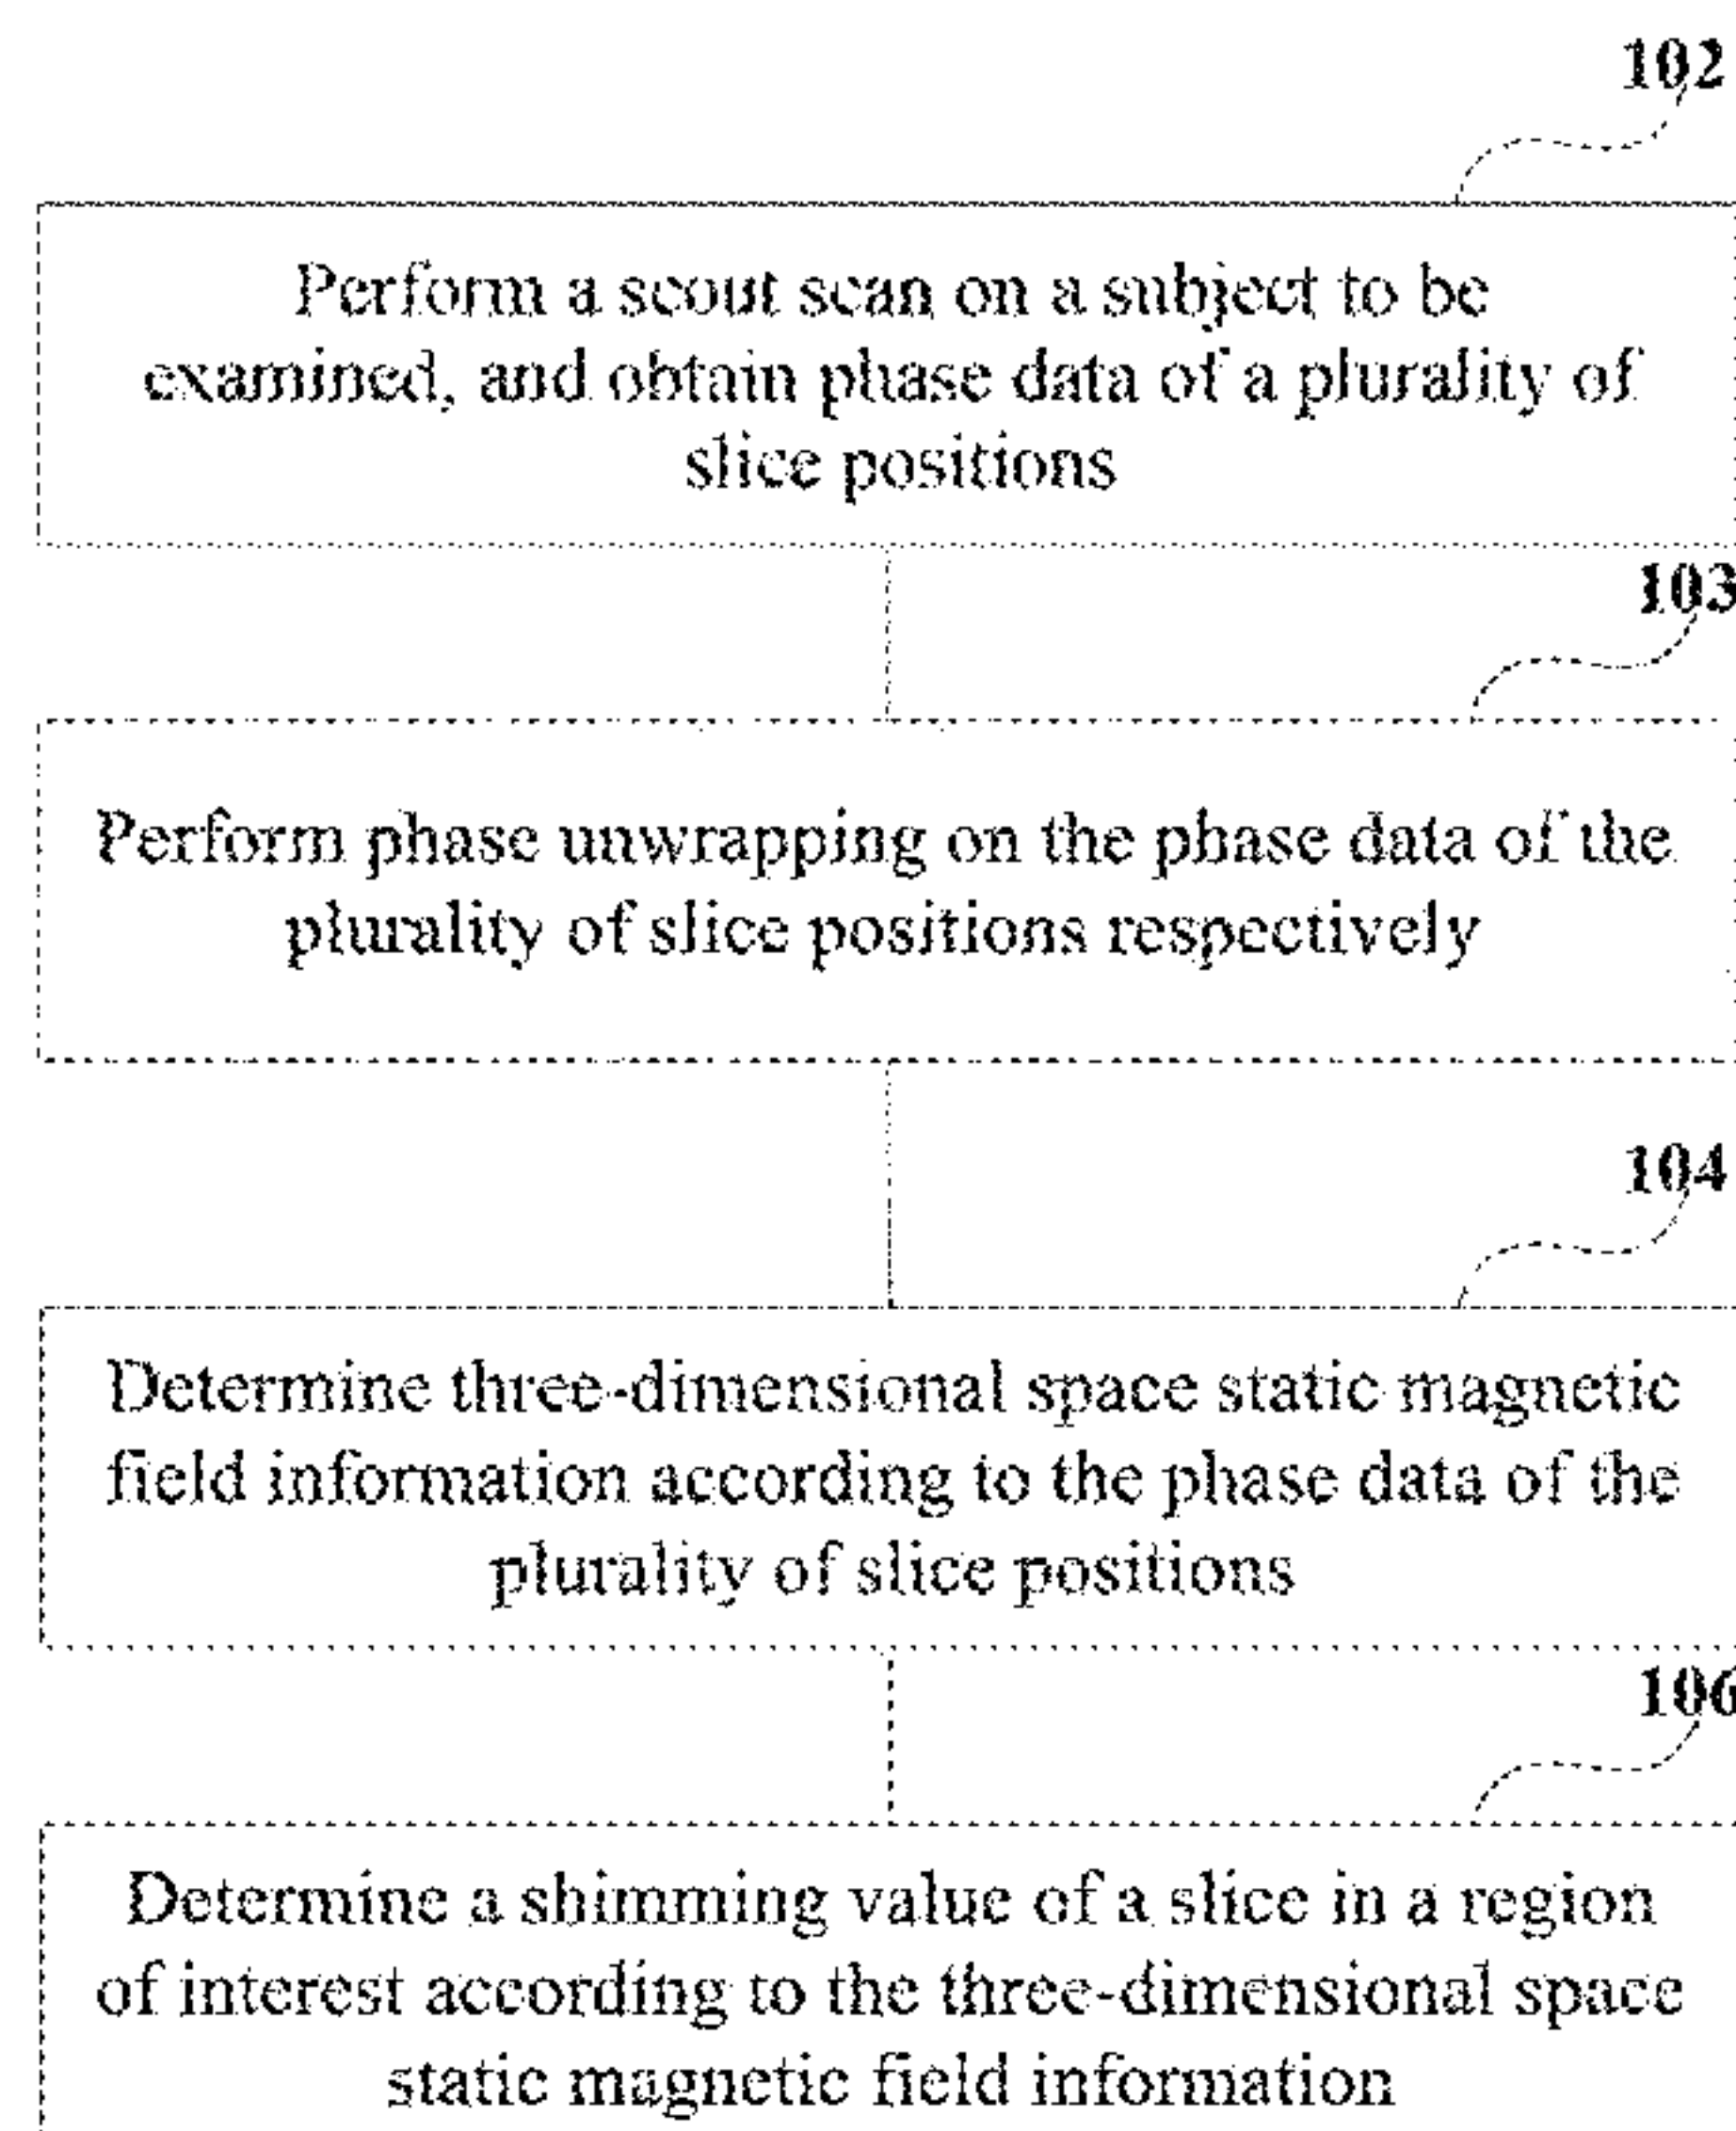 102
Perform a scout scan on a subject to be
examined, and obtain phase data of a plurality of
slice positions
103
Perform phase unwrapping on the phase data of the
plurality of slice positions respectively
104
Determine three-dimensional space static magnetic
field information according to the phase data of the
plurality of slice positions
106
Determine a shimming value of a slice in a region
of interest according to the three-dimensional space
static magnetic field information